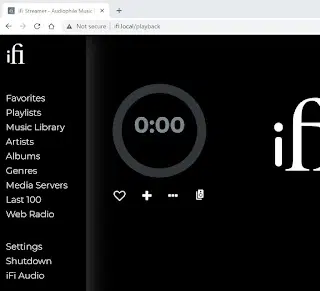 iFi Streamer - Audiophile Music
Not secure
ifi.local/playback
iFi
Favorites
Playlists
Music Library
Artists
Albums
Genres
Media Servers
Last 100
Web Radio
Settings
Shutdown
iFi Audio
0:00
ifi